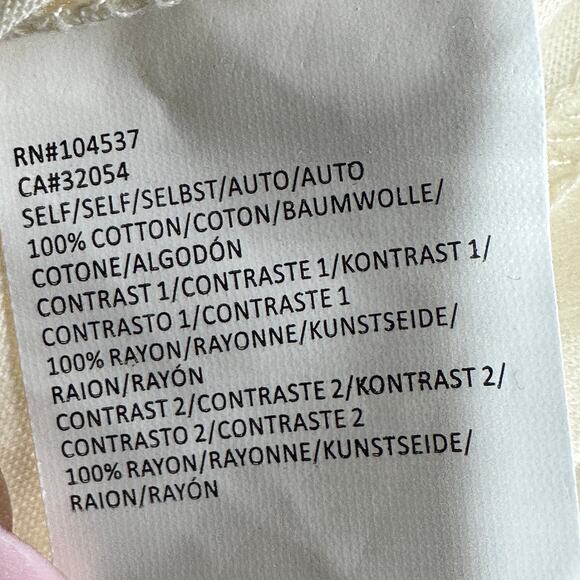 RN#104537
CA#32054
SELF/SELF/SELBST/AUTO/AUTO
100% COTTON/COTON/BAUMWOLLE/
COTONE/ALGODÓN
CONTRAST 1/CONTRASTE 1/KONTRAST 1/
CONTRASTO 1/CONTRASTE 1
100% RAYON/RAYONNE/KUNSTSEIDE/
RAION/RAYÓN
CONTRAST 2/CONTRASTE 2/KONTRAST 2/
CONTRASTO 2/CONTRASTE 2
100% RAYON/RAYONNE/KUNSTSEIDE/
RAION/RAYÓN